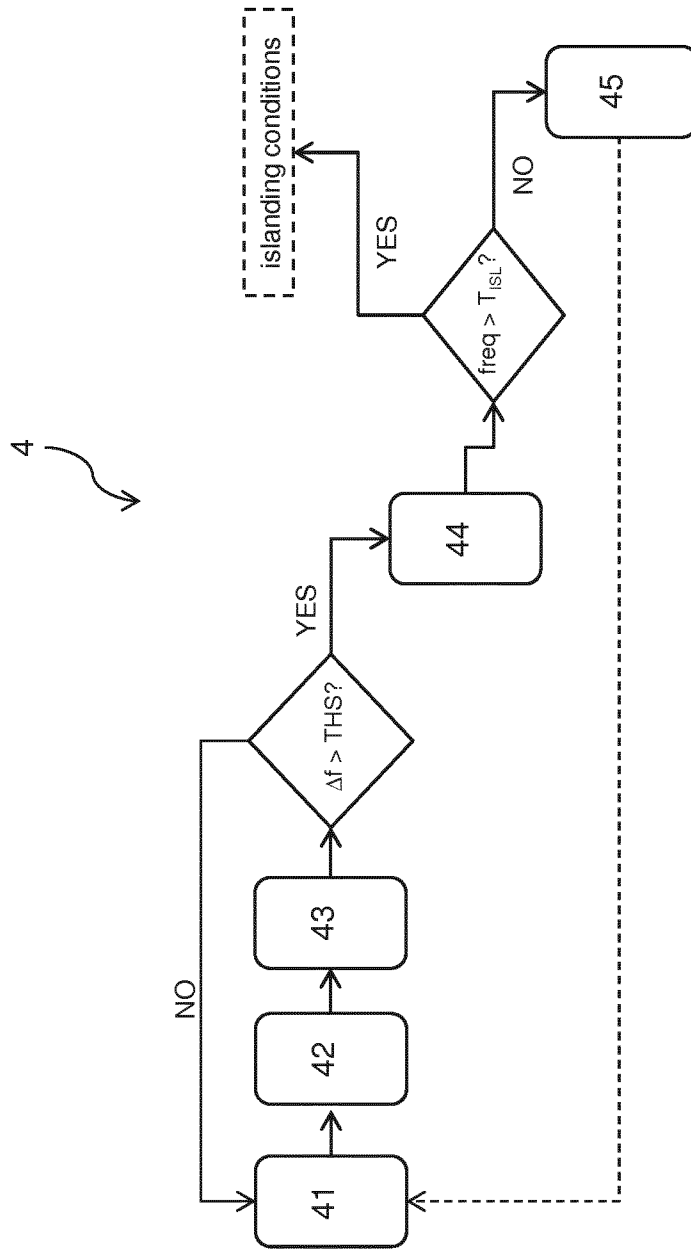 4
islanding conditions
NO
YES
YES
41
42
43
Δf > THS?
44
freq > T_ISL?
NO
45